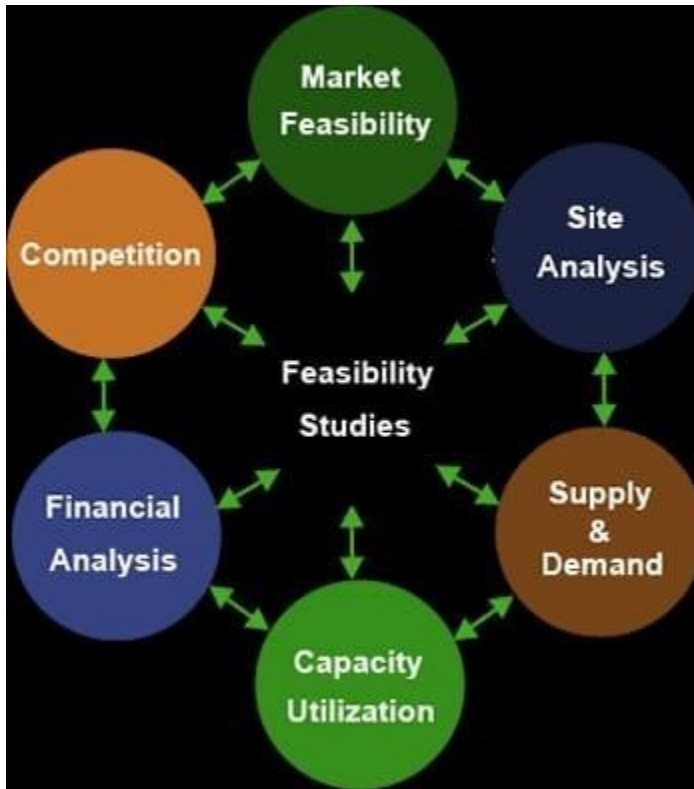 Market
Feasibility
Site
Analysis
Competition
Feasibility
Studies
Financial
Analysis
Supply
&
Demand
Capacity
Utilization